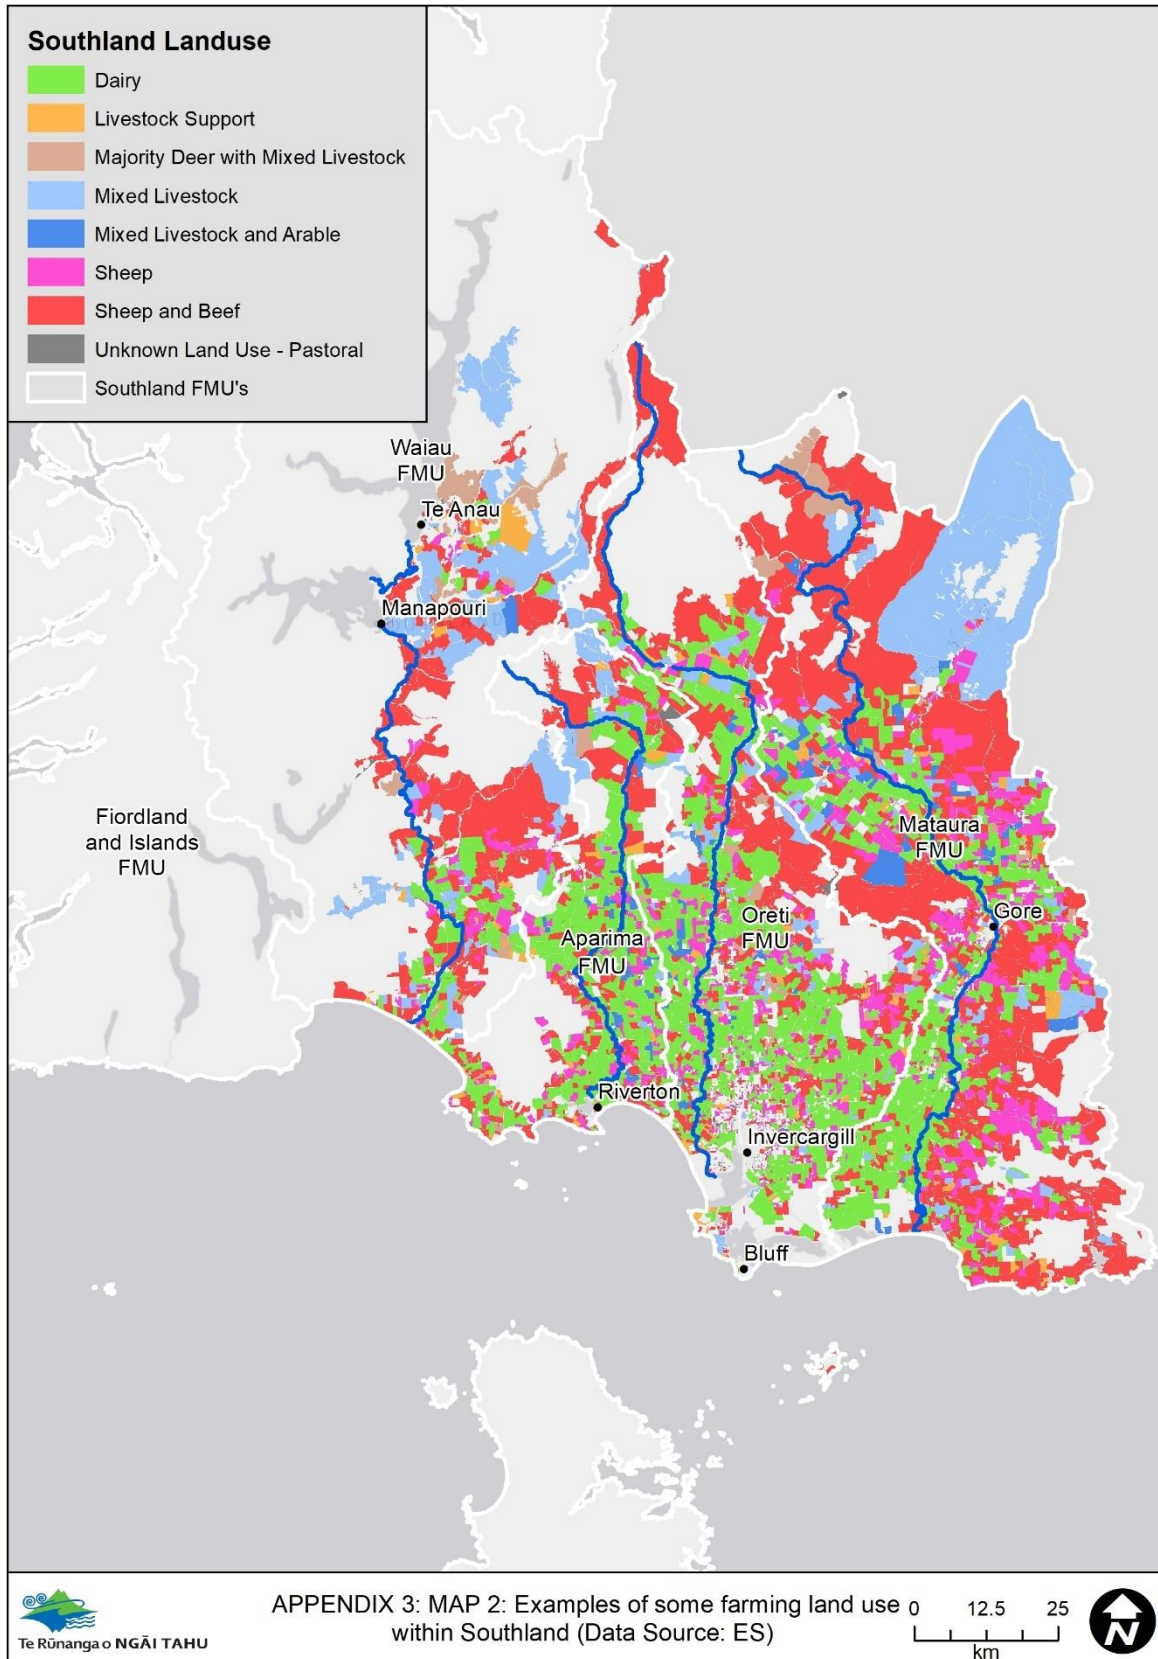 Southland Landuse
Dairy
Livestock Support
Majority Deer with Mixed Livestock
Mixed Livestock
Mixed Livestock and Arable
Sheep
Sheep and Beef
Unknown Land Use - Pastoral
Southland FMU's
Waiau
FMU
Te Anau
Manapouri
Fiordland
and Islands
FMU
Mataura
FMU
Gore
Oreti
FMU
Aparima
FMU
Riverton
Invercargill
Bluff
Te Rūnanga o NGĀI TAHU
APPENDIX 3: MAP 2: Examples of some farming land use
within Southland (Data Source: ES)
0 12.5 25
km
N